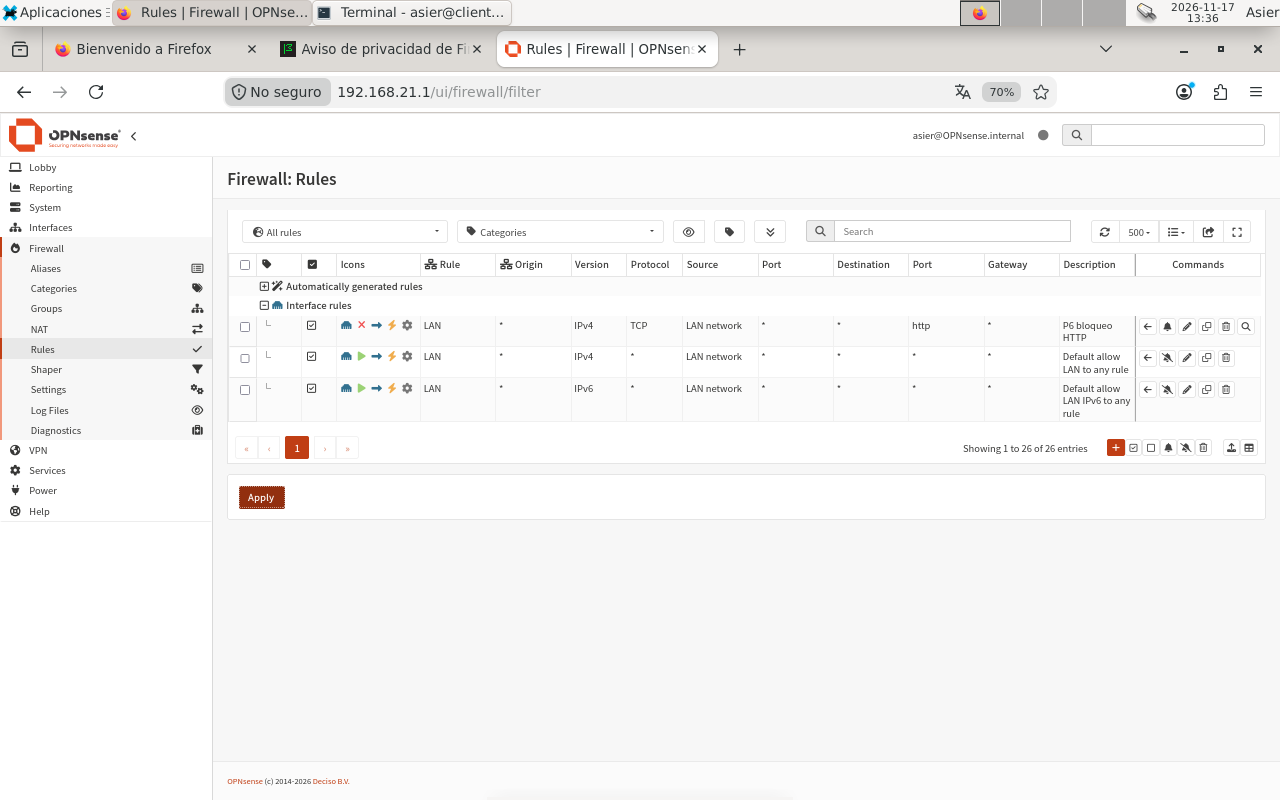 Aplicaciones
Rules | Firewall | OPNse...
Terminal - asier@client...
2026-11-17
13:36
Asier
Bienvenido a Firefox
Aviso de privacidad de Fi
Rules | Firewall | OPNsens
No seguro
192.168.21.1/ui/firewall/filter
70%
OPNsense
Securing networks made easy
asier@OPNsense.internal
Lobby
Reporting
System
Interfaces
Firewall
Aliases
Categories
Groups
NAT
Rules
Shaper
Settings
Log Files
Diagnostics
VPN
Services
Power
Help
Firewall: Rules
All rules
Categories
Search
500
Icons Rule Origin Version Protocol Source Port Destination Port Gateway Description Commands
Automatically generated rules
Interface rules
LAN * IPv4 TCP LAN network * * http * P6 bloqueo
HTTP
LAN * IPv4 * LAN network * * * * Default allow
LAN to any rule
LAN * IPv6 * LAN network * * * * Default allow
LAN IPv6 to any
rule
« ‹ 1 › »
Showing 1 to 26 of 26 entries
Apply
OPNsense (c) 2014-2026 Deciso B.V.